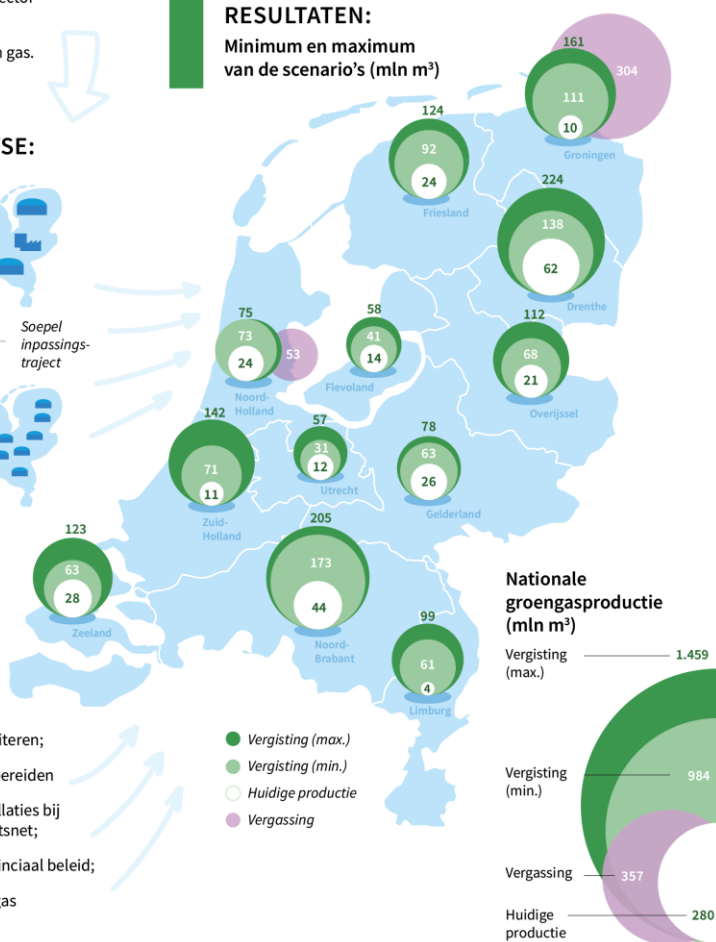 gas.
SE:
Soepel
inpassings-
traject
RESULTATEN:
Minimum en maximum
van de scenario's (mln m³)
161
304
111
10
Groningen
124
92
24
Friesland
224
138
62
Drenthe
75
73
24
53
Noord-
Holland
58
41
14
Flevoland
112
68
21
Overijssel
142
71
11
Zuid-
Holland
57
31
12
Utrecht
78
63
26
Gelderland
123
63
28
Zeeland
205
173
44
Noord-
Brabant
99
61
4
Limburg
Vergisting (max.)
Vergisting (min.)
Huidige productie
Vergassing
Nationale
groengasproductie
(mln m³)
Vergisting
(max.)
1.459
Vergisting
(min.)
984
Vergassing
357
Huidige
productie
280
iteren;
ereiden
llaties bij
tsnet;
inciaal beleid;
gas